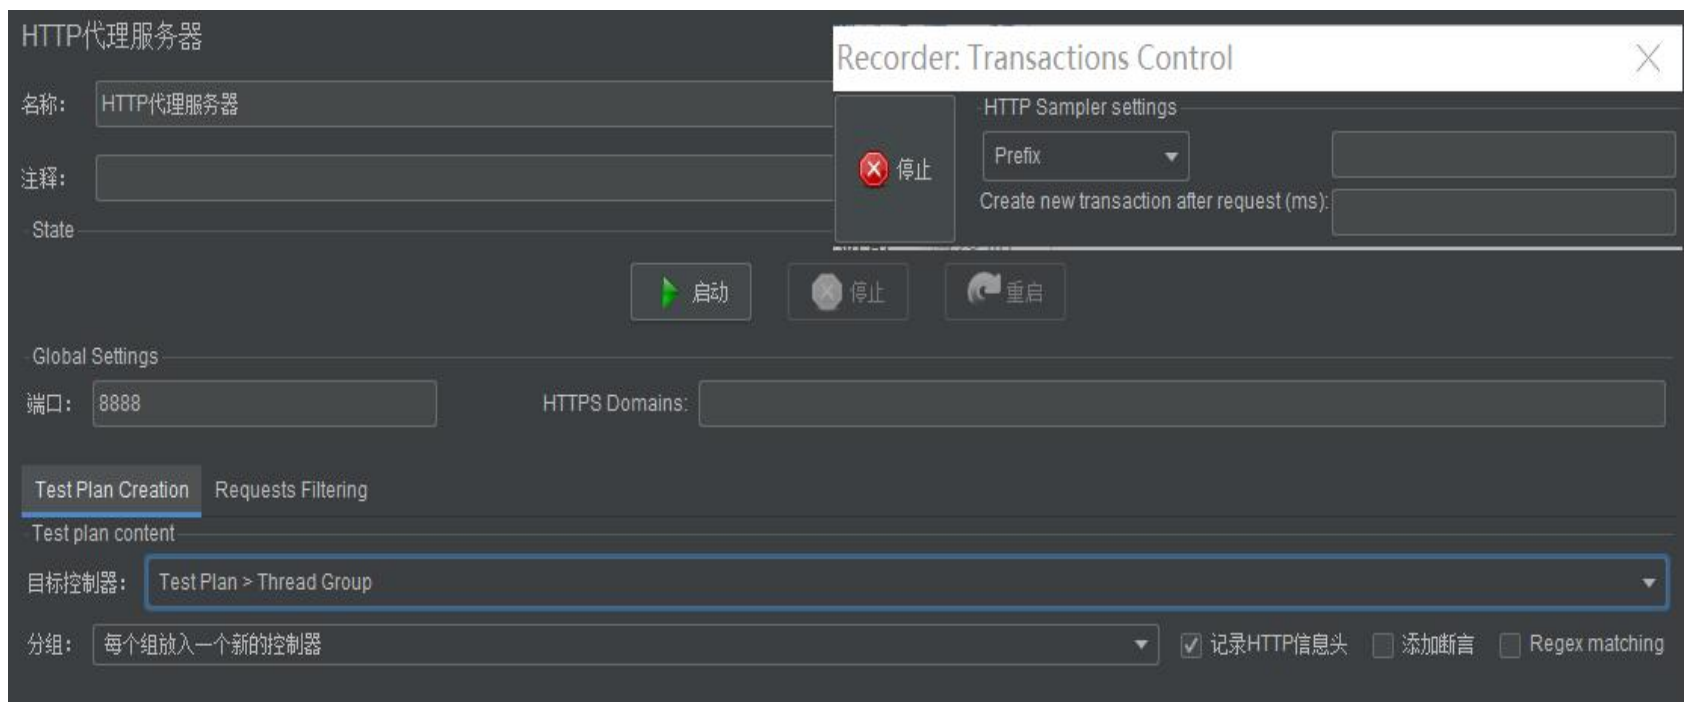 HTTP代理服务器
Recorder: Transactions Control
名称: HTTP代理服务器
HTTP Sampler settings
Prefix
停止
注释:
Create new transaction after request (ms):
State
启动 停止 重启
Global Settings
端口: 8888 HTTPS Domains:
Test Plan Creation Requests Filtering
Test plan content
目标控制器: Test Plan > Thread Group
分组: 每个组放入一个新的控制器 记录HTTP信息头 添加断言 Regex matching